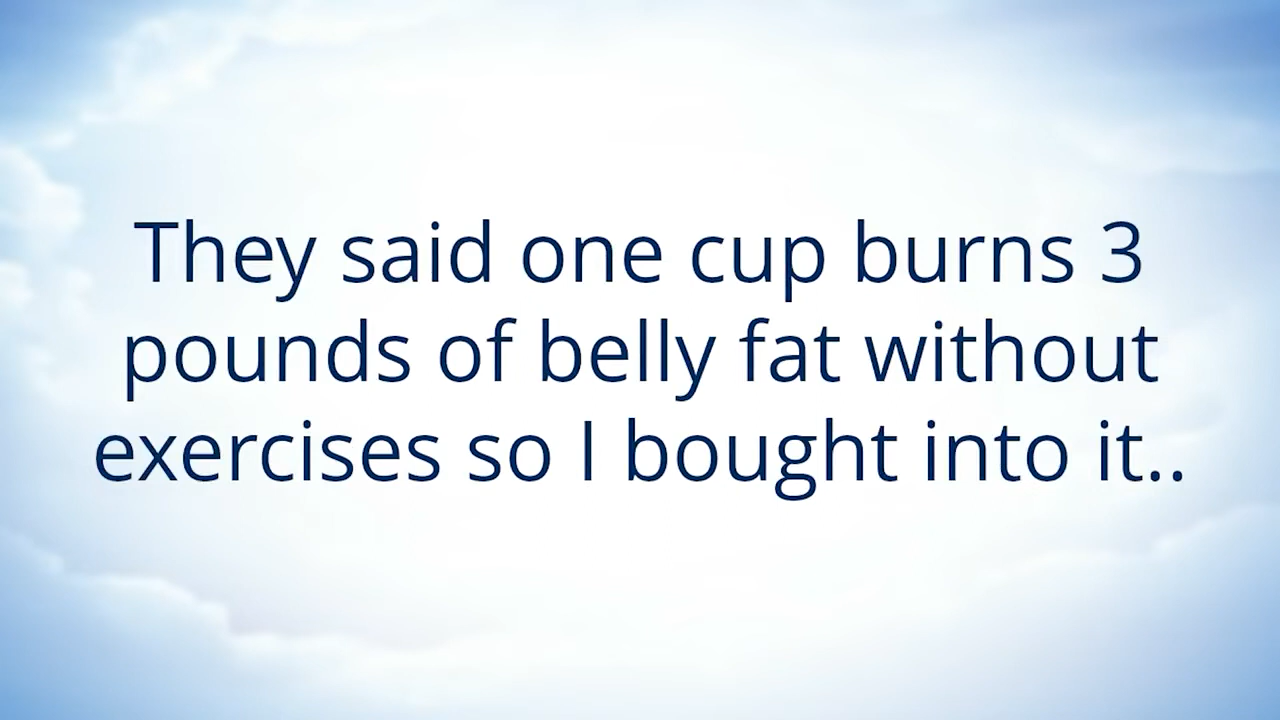 They said one cup burns 3
pounds of belly fat without
exercises so I bought into it..